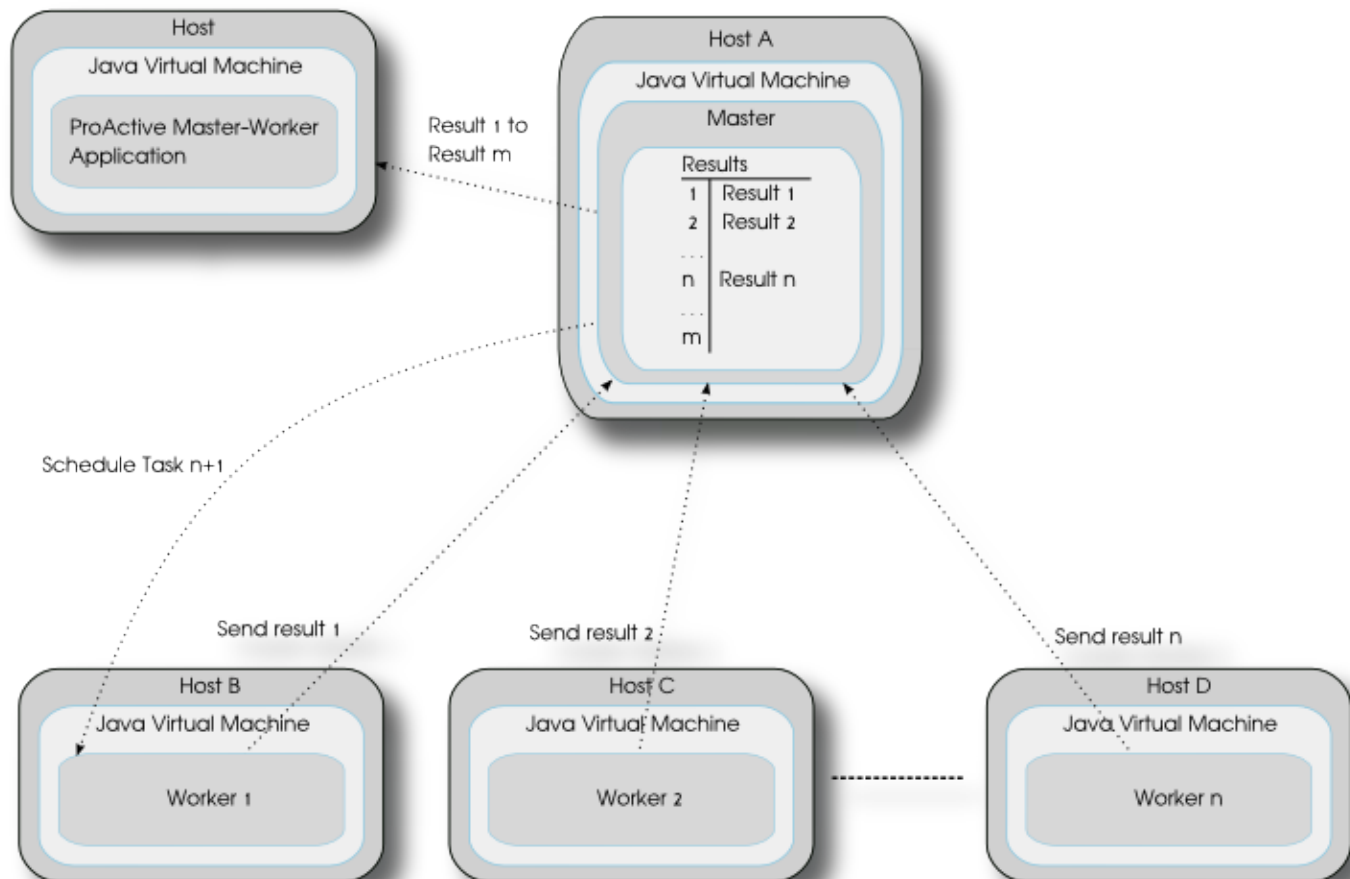 Host
Java Virtual Machine
ProActive Master-Worker
Application
Result 1 to
Result m
Host A
Java Virtual Machine
Master
Results
1 Result 1
2 Result 2
...
n Result n
...
m
Schedule Task n+1
Send result 1
Send result 2
Send result n
Host B
Java Virtual Machine
Worker 1
Host C
Java Virtual Machine
Worker 2
Host D
Java Virtual Machine
Worker n